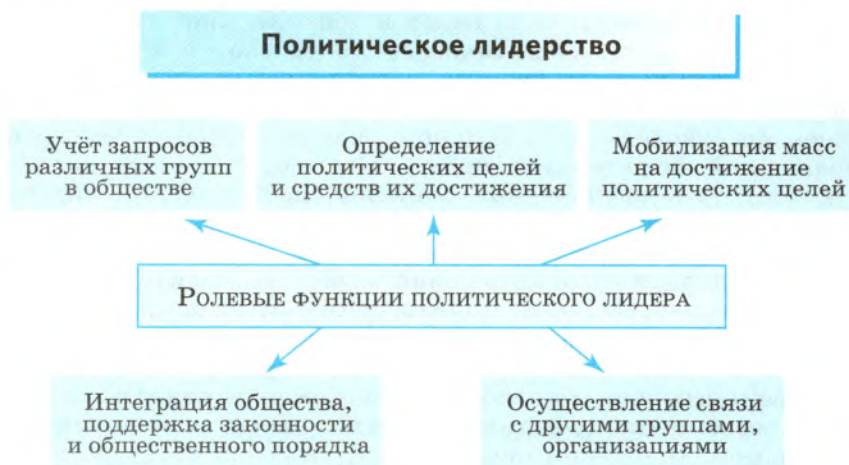 Политическое лидерство
Учёт запросов
различных групп
в обществе
Определение
политических целей
и средств их достижения
Мобилизация масс
на достижение
политических целей
Ролевые функции политического лидера
Интеграция общества,
поддержка законности
и общественного порядка
Осуществление связи
с другими группами,
организациями